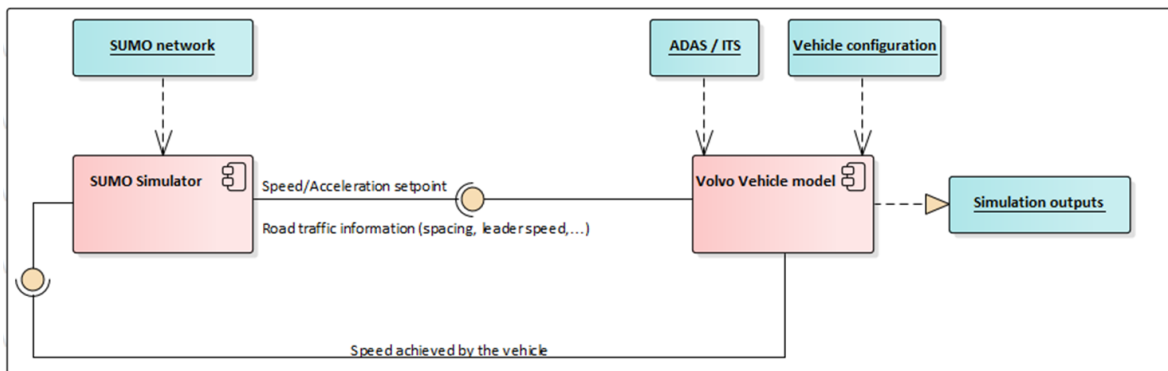 SUMO network
ADAS / ITS
Vehicle configuration
SUMO Simulator
Speed/Acceleration setpoint
Volvo Vehicle model
Simulation outputs
Road traffic information (spacing, leader speed,...)
Speed achieved by the vehicle